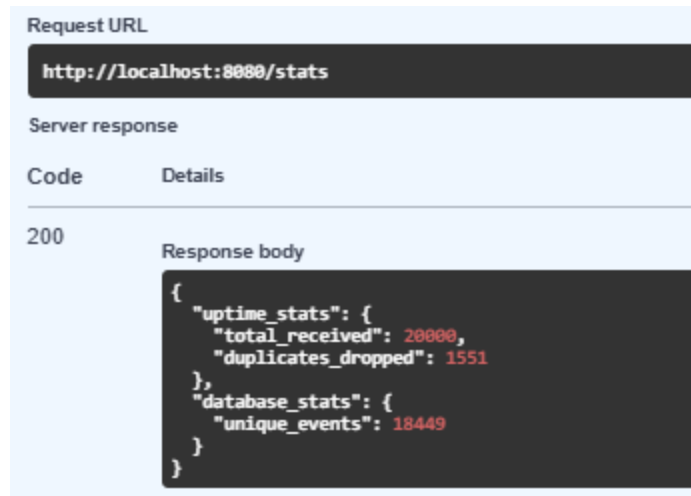 Request URL
http://localhost:8080/stats
Server response
Code Details
200
Response body
{
  "uptime_stats": {
    "total_received": 20000,
    "duplicates_dropped": 1551
  },
  "database_stats": {
    "unique_events": 18449
  }
}